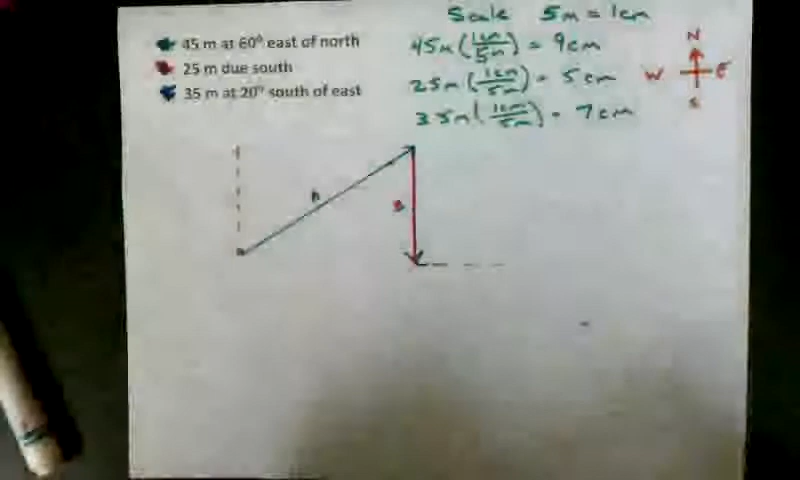 Scale 5m = 1cm
45 m at 60° east of north
45m (1cm/5m) = 9cm
25 m due south
25m (1cm/5m) = 5cm
35 m at 20° south of east
35m (1cm/5m) = 7cm
N
W E
S
A
B